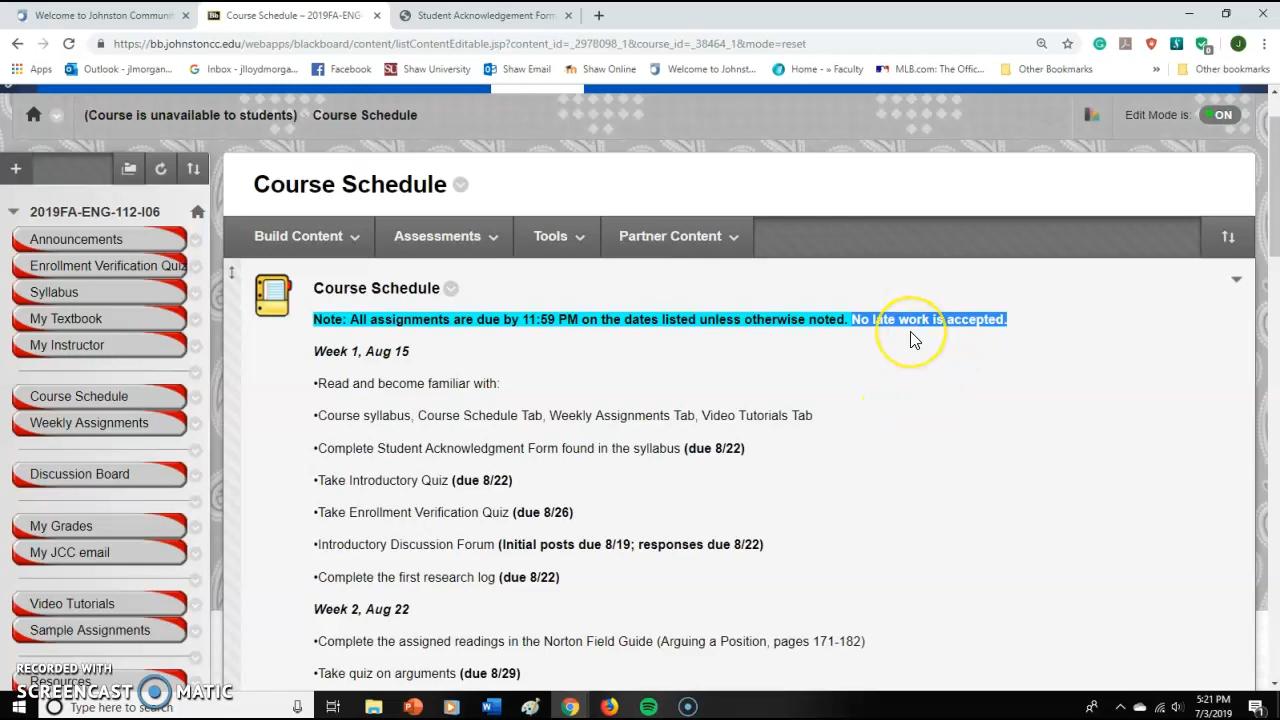 Welcome to Johnston Communi
Course Schedule – 2019FA-ENG-
Student Acknowledgement Form
https://bb.johnstoncc.edu/webapps/blackboard/content/listContentEditable.jsp?content_id=_2978098_1&course_id=_38464_1&mode=reset
Apps
Outlook - jlmorgan...
Inbox - jlloydmorga...
Facebook
Shaw University
Shaw Email
Shaw Online
Welcome to Johnst...
Home - » Faculty
MLB.com: The Offic...
Other Bookmarks
»
Other bookmarks
(Course is unavailable to students)
Course Schedule
Edit Mode is:
ON
2019FA-ENG-112-I06
Announcements
Enrollment Verification Quiz
Syllabus
My Textbook
My Instructor
Course Schedule
Weekly Assignments
Discussion Board
My Grades
My JCC email
Video Tutorials
Sample Assignments
Resources
Course Schedule
Build Content
Assessments
Tools
Partner Content
Course Schedule
Note: All assignments are due by 11:59 PM on the dates listed unless otherwise noted. No late work is accepted.
Week 1, Aug 15
•Read and become familiar with:
•Course syllabus, Course Schedule Tab, Weekly Assignments Tab, Video Tutorials Tab
•Complete Student Acknowledgment Form found in the syllabus (due 8/22)
•Take Introductory Quiz (due 8/22)
•Take Enrollment Verification Quiz (due 8/26)
•Introductory Discussion Forum (Initial posts due 8/19; responses due 8/22)
•Complete the first research log (due 8/22)
Week 2, Aug 22
•Complete the assigned readings in the Norton Field Guide (Arguing a Position, pages 171-182)
•Take quiz on arguments (due 8/29)
RECORDED WITH
SCREENCAST MATIC
Type here to search
5:21 PM
7/3/2019